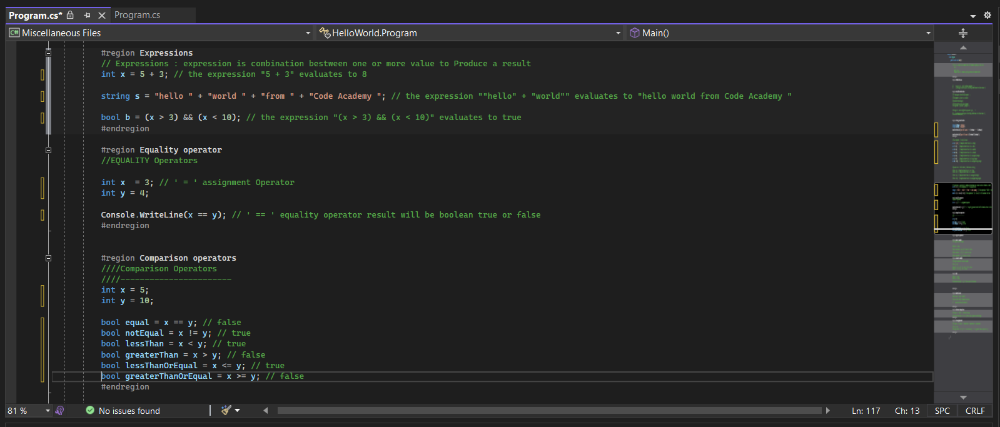 Program.cs* Program.cs
C# Miscellaneous Files HelloWorld.Program Main()
#region Expressions
// Expressions : expression is combination bestween one or more value to Produce a result
int x = 5 + 3; // the expression "5 + 3" evaluates to 8
string s = "hello " + "world " + "from " + "Code Academy "; // the expression ""hello" + "world"" evaluates to "hello world from Code Academy "
bool b = (x > 3) && (x < 10); // the expression "(x > 3) && (x < 10)" evaluates to true
#endregion
#region Equality operator
//EQUALITY Operators
int x  = 3; // ' = ' assignment Operator
int y = 4;
Console.WriteLine(x == y); // ' == ' equality operator result will be boolean true or false
#endregion
#region Comparison operators
////Comparison Operators
////-----------------------
int x = 5;
int y = 10;
bool equal = x == y; // false
bool notEqual = x != y; // true
bool lessThan = x < y; // true
bool greaterThan = x > y; // false
bool lessThanOrEqual = x <= y; // true
bool greaterThanOrEqual = x >= y; // false
#endregion
81 % No issues found Ln: 117 Ch: 13 SPC CRLF